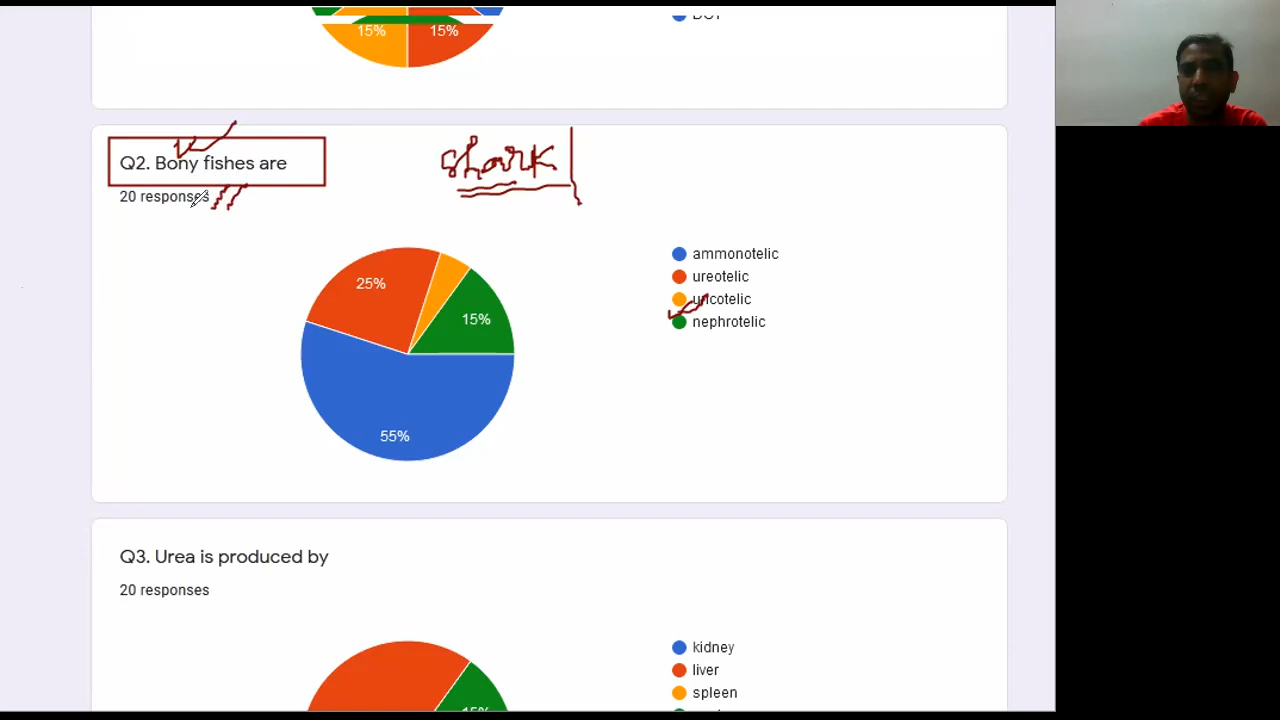 15%
15%
Q2. Bony fishes are
shark
20 responses
25%
15%
55%
ammonotelic
ureotelic
uricotelic
nephrotelic
Q3. Urea is produced by
20 responses
kidney
liver
spleen